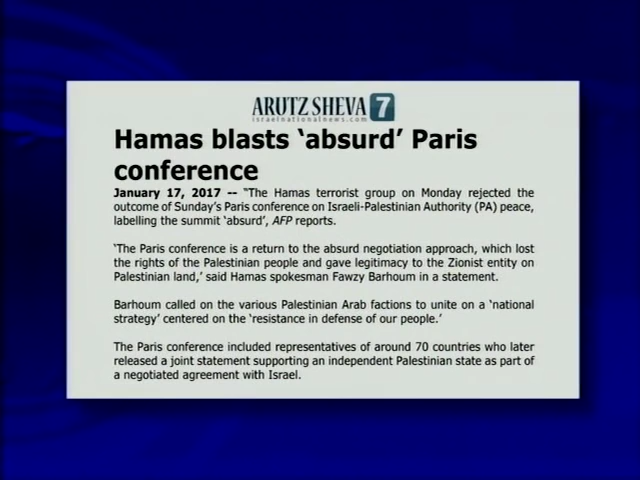 ARUTZ SHEVA 7
israelnationalnews.com
Hamas blasts ‘absurd’ Paris
conference
January 17, 2017 -- “The Hamas terrorist group on Monday rejected the
outcome of Sunday’s Paris conference on Israeli-Palestinian Authority (PA) peace,
labelling the summit ‘absurd’, AFP reports.
‘The Paris conference is a return to the absurd negotiation approach, which lost
the rights of the Palestinian people and gave legitimacy to the Zionist entity on
Palestinian land,’ said Hamas spokesman Fawzy Barhoum in a statement.
Barhoum called on the various Palestinian Arab factions to unite on a ‘national
strategy’ centered on the ‘resistance in defense of our people.’
The Paris conference included representatives of around 70 countries who later
released a joint statement supporting an independent Palestinian state as part of
a negotiated agreement with Israel.